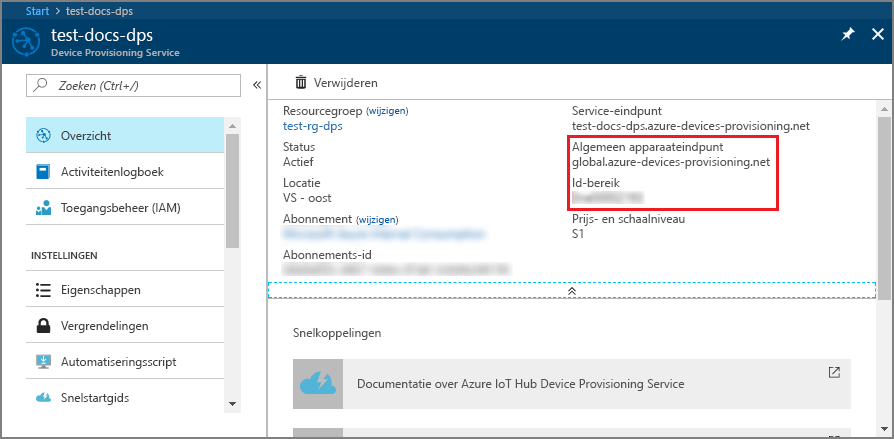 Start > test-docs-dps
test-docs-dps
Device Provisioning Service
Zoeken (Ctrl+/)
Overzicht
Activiteitenlogboek
Toegangsbeheer (IAM)
INSTELLINGEN
Eigenschappen
Vergrendelingen
Automatiseringsscript
Snelstartgids
Verwijderen
Resourcegroep (wijzigen)
test-rg-dps
Status
Actief
Locatie
VS - oost
Abonnement (wijzigen)
Abonnements-id
Service-eindpunt
test-docs-dps.azure-devices-provisioning.net
Algemeen apparaateindpunt
global.azure-devices-provisioning.net
Id-bereik
Prijs- en schaalniveau
S1
Snelkoppelingen
Documentatie over Azure IoT Hub Device Provisioning Service